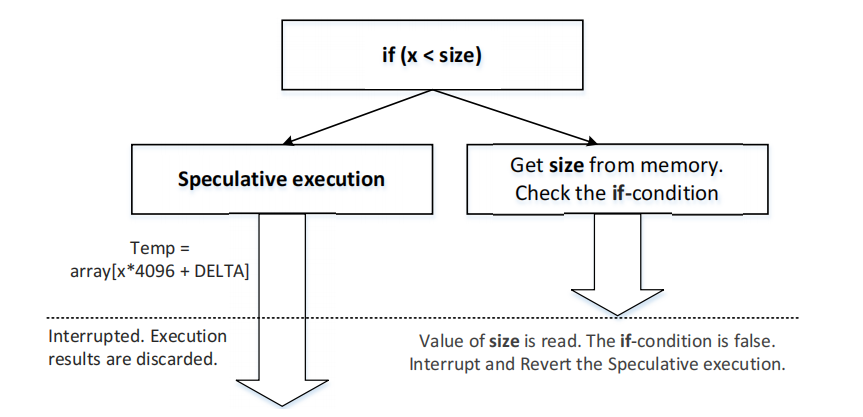 if (x < size)
Speculative execution
Get size from memory.
Check the if-condition
Temp =
array[x*4096 + DELTA]
Interrupted. Execution
results are discarded.
Value of size is read. The if-condition is false.
Interrupt and Revert the Speculative execution.